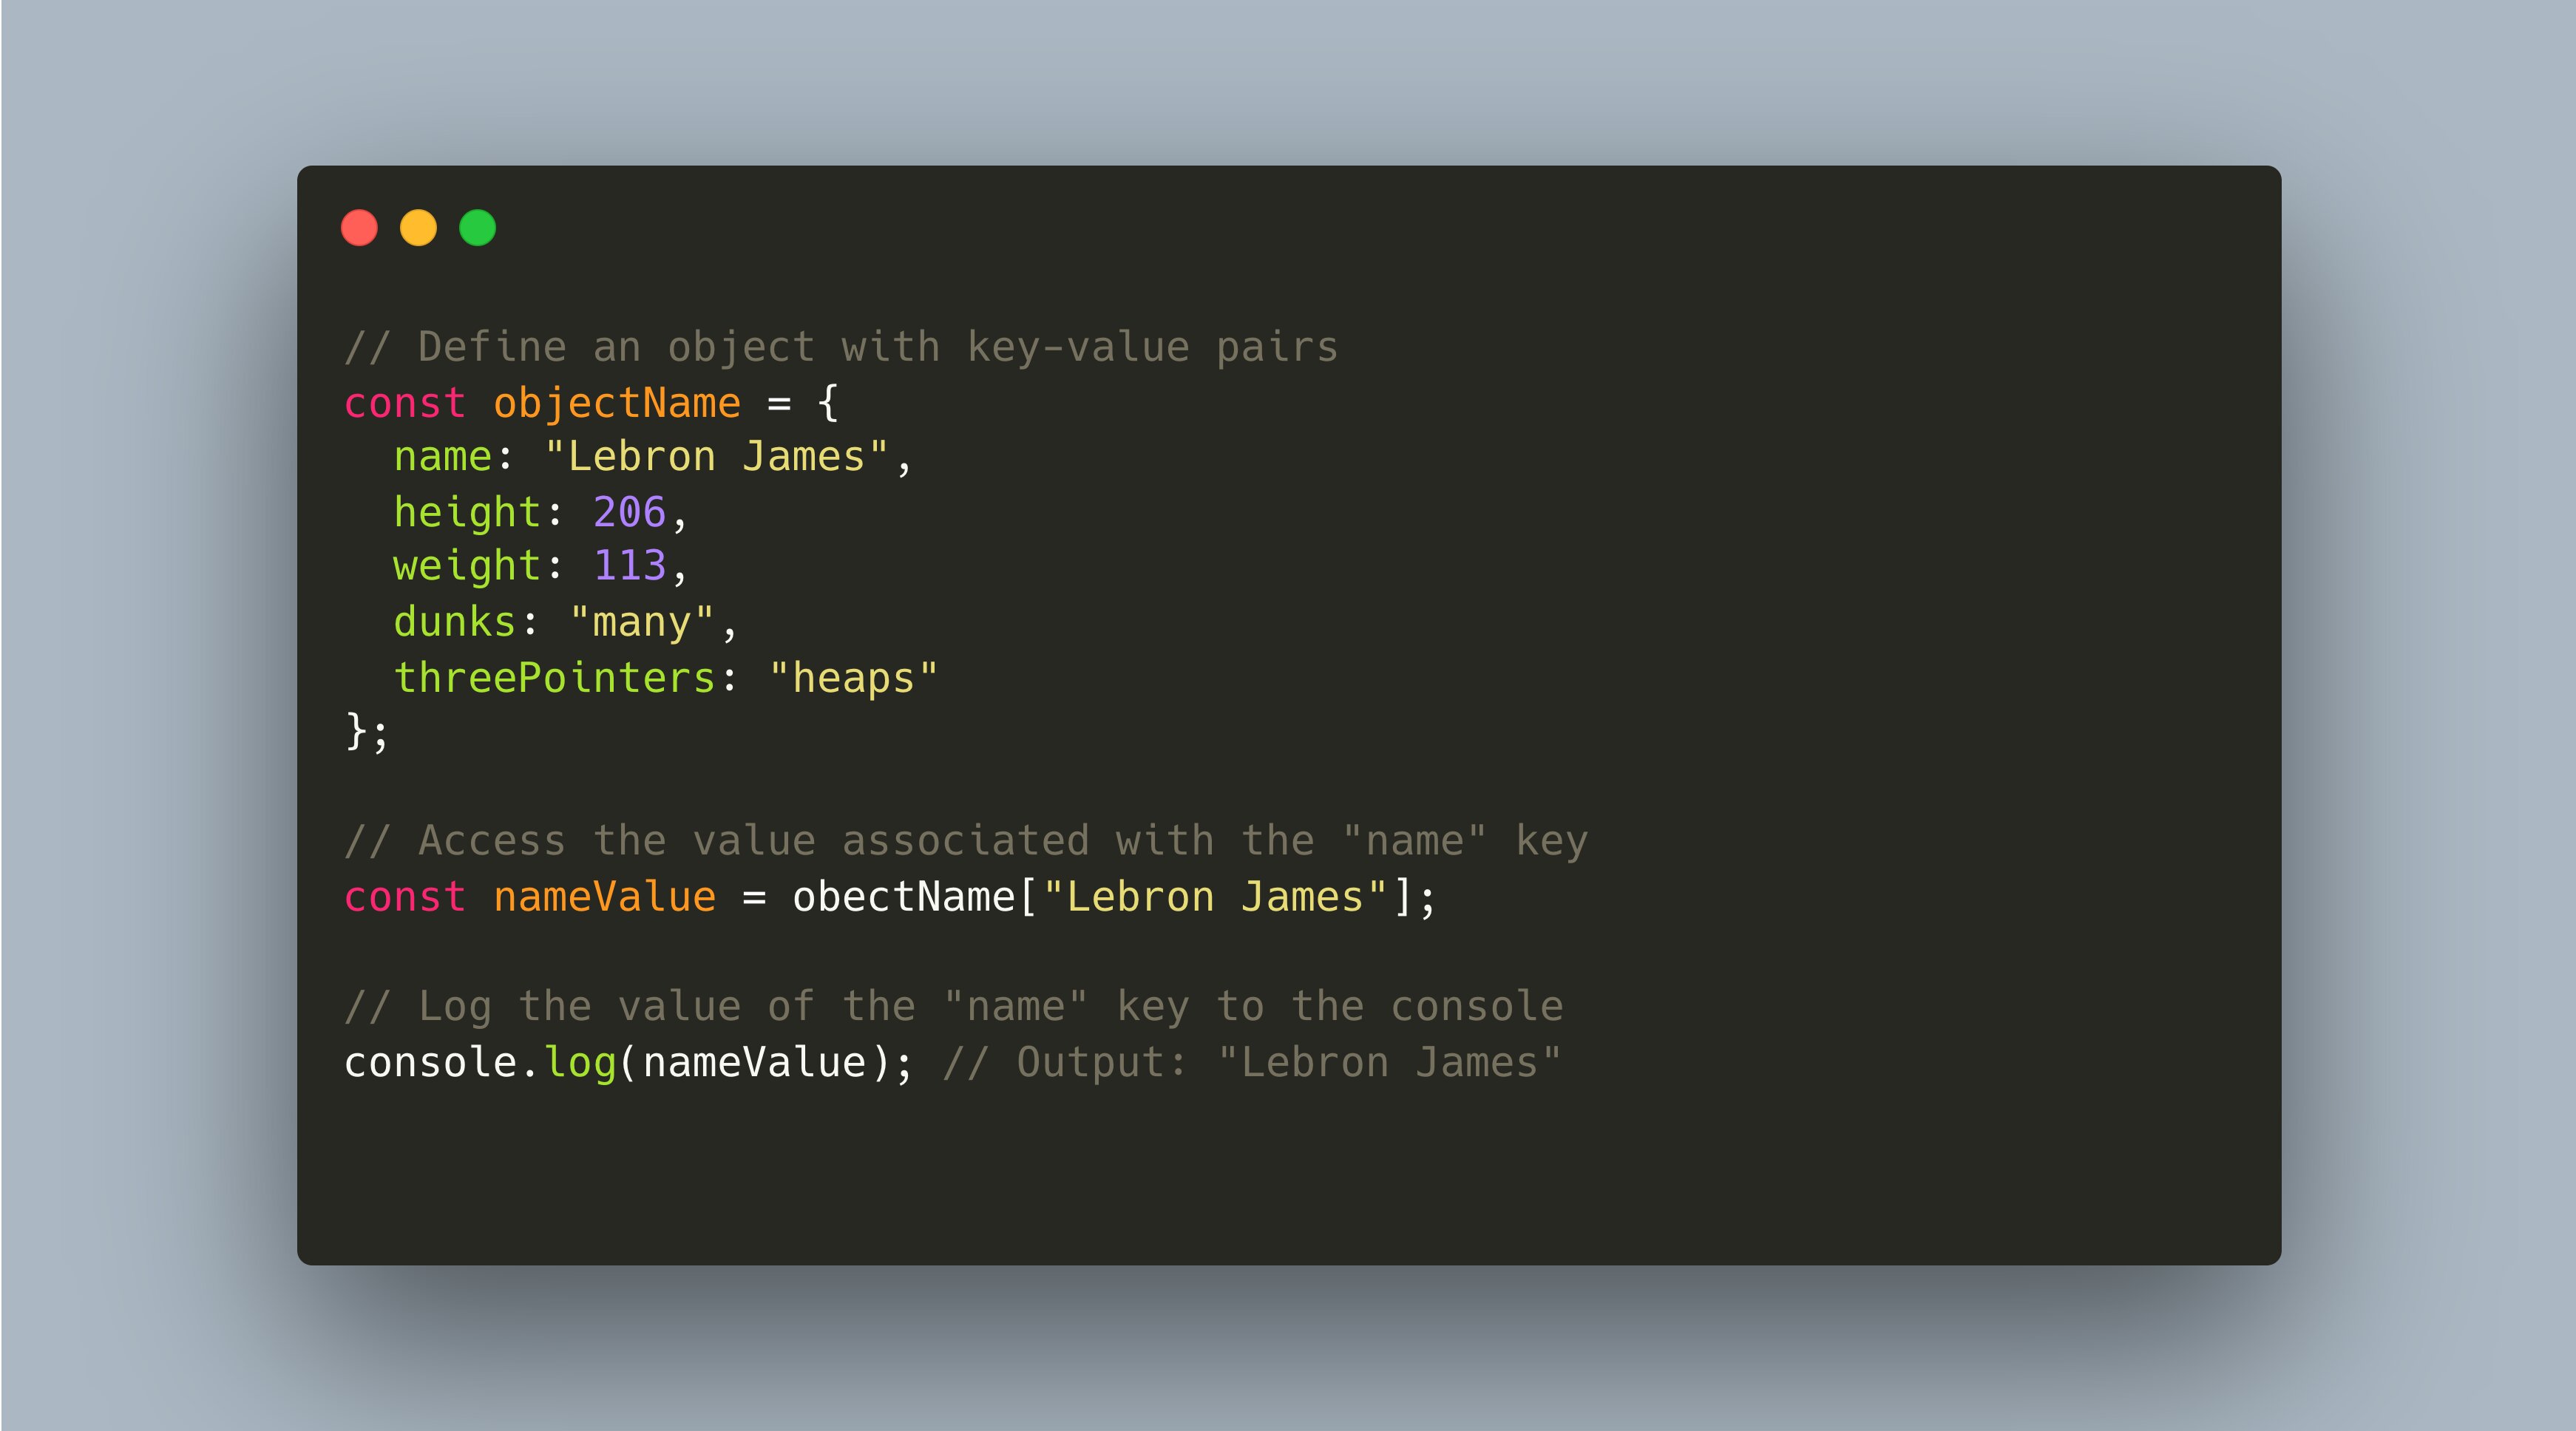 // Define an object with key-value pairs
const objectName = {
  name: "Lebron James",
  height: 206,
  weight: 113,
  dunks: "many",
  threePointers: "heaps"
};
// Access the value associated with the "name" key
const nameValue = obectName["Lebron James"];
// Log the value of the "name" key to the console
console.log(nameValue); // Output: "Lebron James"